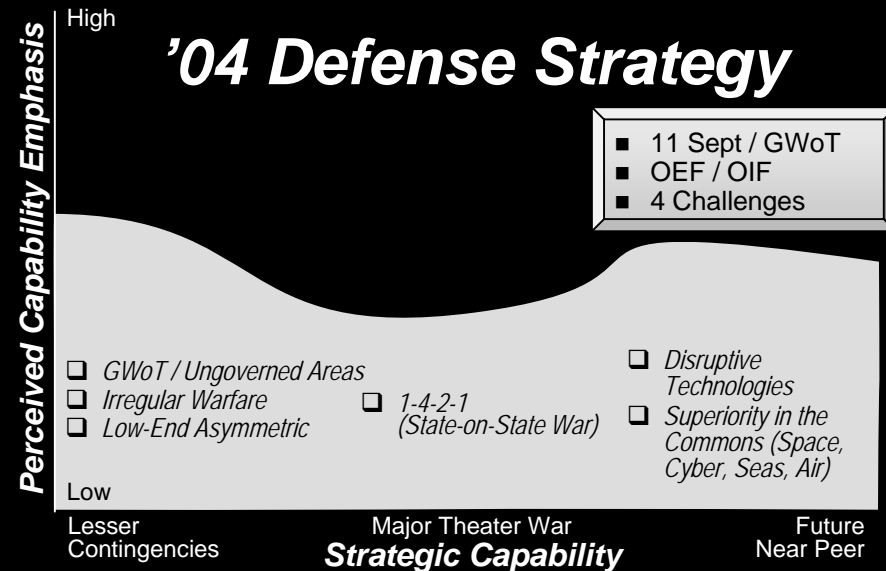 High
'04 Defense Strategy
Perceived Capability Emphasis
■ 11 Sept / GWoT
■ OEF / OIF
■ 4 Challenges
❑ GWoT / Ungoverned Areas
❑ Irregular Warfare
❑ Low-End Asymmetric
❑ 1-4-2-1
(State-on-State War)
❑ Disruptive
Technologies
❑ Superiority in the
Commons (Space,
Cyber, Seas, Air)
Low
Lesser
Contingencies
Major Theater War
Future
Near Peer
Strategic Capability